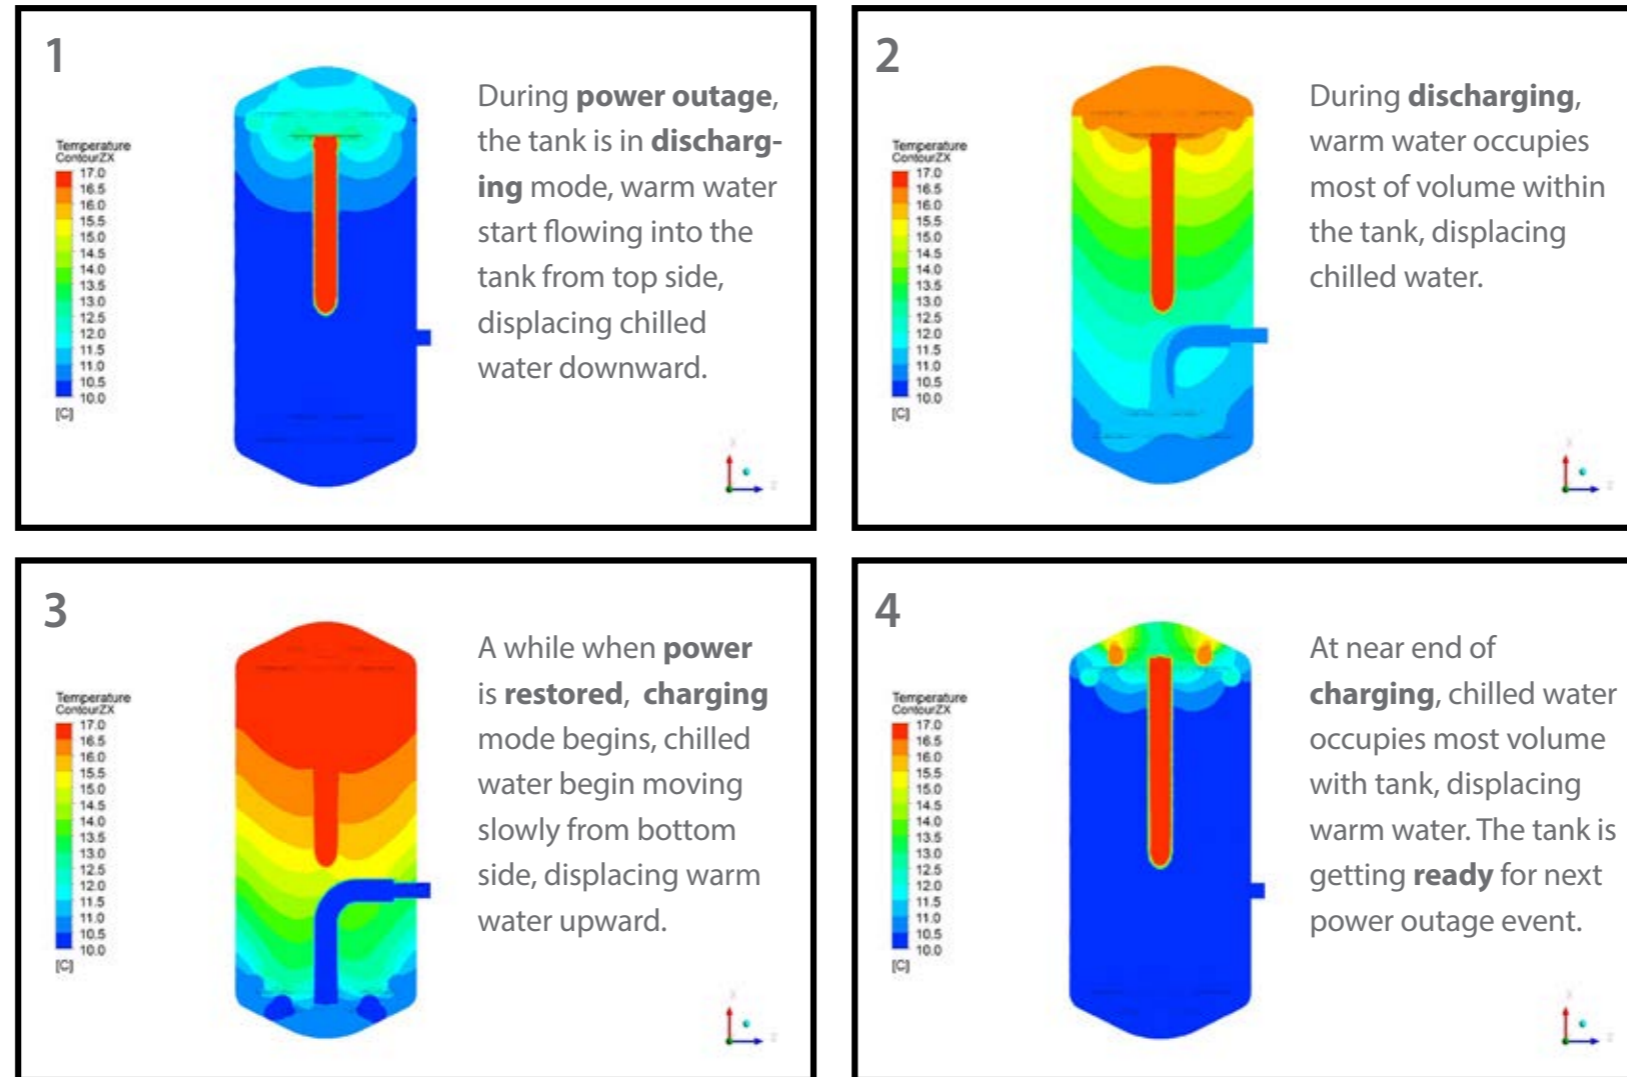 1
During power outage,
the tank is in discharg-
ing mode, warm water
start flowing into the
tank from top side,
displacing chilled
water downward.
Temperature
ContourZX
17.0
16.5
16.0
15.5
15.0
14.5
14.0
13.5
13.0
12.5
12.0
11.5
11.0
10.5
10.0
[C]
2
During discharging,
warm water occupies
most of volume within
the tank, displacing
chilled water.
Temperature
ContourZX
17.0
16.5
16.0
15.5
15.0
14.5
14.0
13.5
13.0
12.5
12.0
11.5
11.0
10.5
10.0
[C]
3
A while when power
is restored, charging
mode begins, chilled
water begin moving
slowly from bottom
side, displacing warm
water upward.
Temperature
ContourZX
17.0
16.5
16.0
15.5
15.0
14.5
14.0
13.5
13.0
12.5
12.0
11.5
11.0
10.5
10.0
[C]
4
At near end of
charging, chilled water
occupies most volume
with tank, displacing
warm water. The tank is
getting ready for next
power outage event.
Temperature
ContourZX
17.0
16.5
16.0
15.5
15.0
14.5
14.0
13.5
13.0
12.5
12.0
11.5
11.0
10.5
10.0
[C]